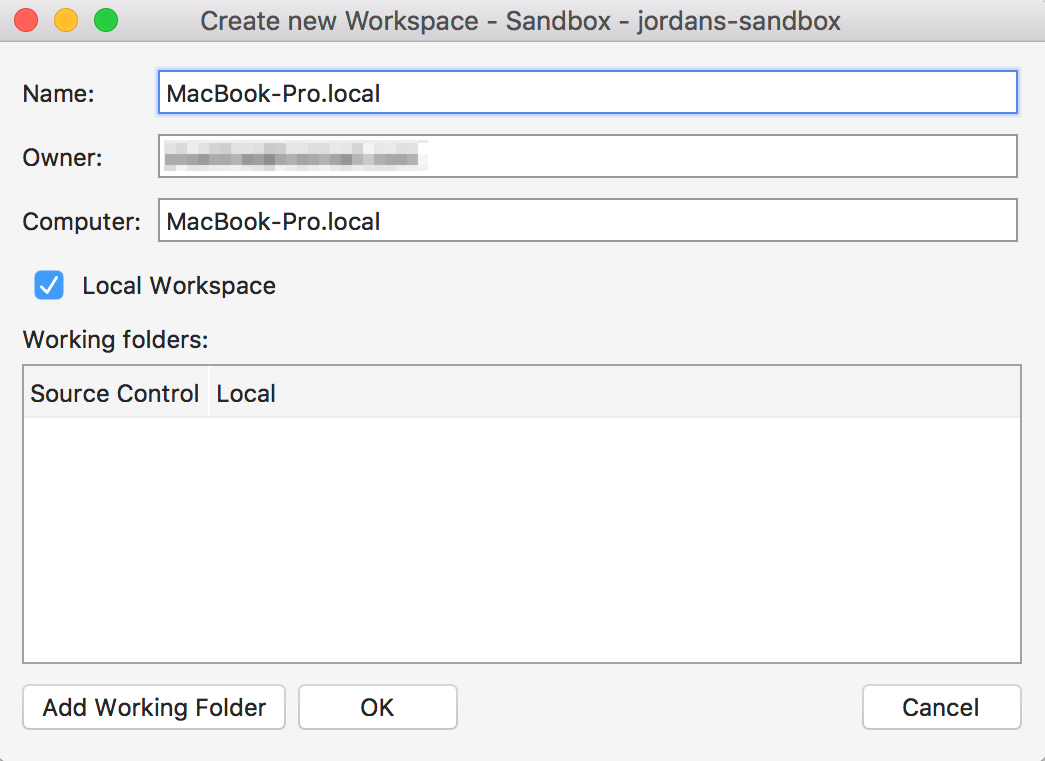 Create new Workspace - Sandbox - jordans-sandbox
Name: MacBook-Pro.local
Owner:
Computer: MacBook-Pro.local
Local Workspace
Working folders:
Source Control Local
Add Working Folder OK Cancel